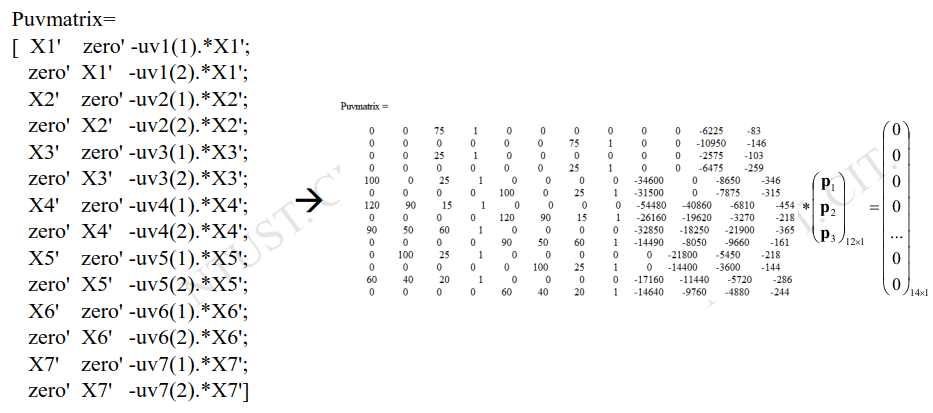 Puvmatrix=
[ X1' zero' -uv1(1).*X1';
zero' X1' -uv1(2).*X1';
X2' zero' -uv2(1).*X2';
zero' X2' -uv2(2).*X2';
X3' zero' -uv3(1).*X3';
zero' X3' -uv3(2).*X3';
X4' zero' -uv4(1).*X4';
zero' X4' -uv4(2).*X4';
X5' zero' -uv5(1).*X5';
zero' X5' -uv5(2).*X5';
X6' zero' -uv6(1).*X6';
zero' X6' -uv6(2).*X6';
X7' zero' -uv7(1).*X7';
zero' X7' -uv7(2).*X7']
→
Puvmatrix =
0 0 75 1 0 0 0 0 0 0 -6225 -83
0 0 0 0 0 0 75 1 0 0 -10950 -146
0 0 25 1 0 0 0 0 0 0 -2575 -103
0 0 0 0 0 0 25 1 0 0 -6475 -259
100 0 25 1 0 0 0 0 -34600 0 -8650 -346
0 0 0 0 100 0 25 1 -31500 0 -7875 -315
120 90 15 1 0 0 0 0 -54480 -40860 -6810 -454
0 0 0 0 120 90 15 1 -26160 -19620 -3270 -218
90 50 60 1 0 0 0 0 -32850 -18250 -21900 -365
0 0 0 0 90 50 60 1 -14490 -8050 -9660 -161
0 100 25 1 0 0 0 0 0 -21800 -5450 -218
0 0 0 0 0 100 25 1 0 -14400 -3600 -144
60 40 20 1 0 0 0 0 -17160 -11440 -5720 -286
0 0 0 0 60 40 20 1 -14640 -9760 -4880 -244
*
p1
p2
p3
12×1
=
0
0
0
0
...
0
0
14×1